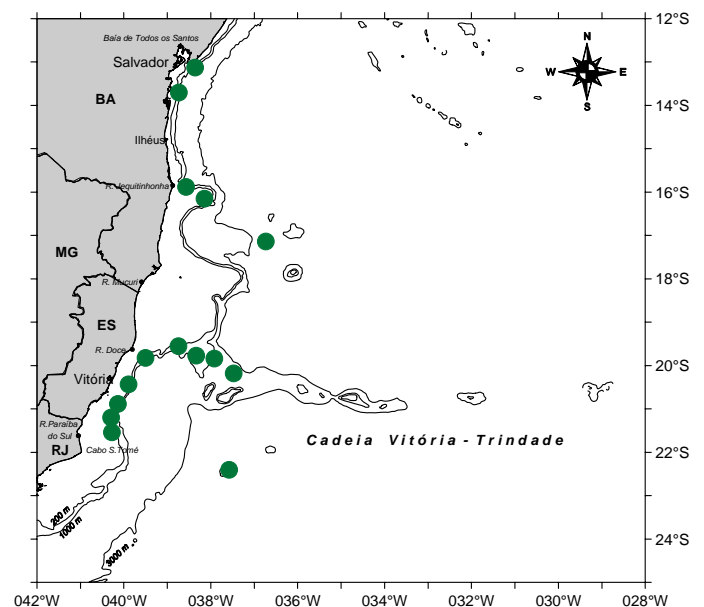 12°S
Baía de Todos os Santos
N
Salvador
W
E
S
BA
14°S
Ilhéus
R. Jequitinhonha
16°S
MG
18°S
R. Mucuri
ES
R. Doce
20°S
Vitória
R.Paraíba
do Sul
Cadeia Vitória - Trindade
RJ
Cabo S.Tomé
22°S
200 m
1000 m
3000 m
24°S
042°W 040°W 038°W 036°W 034°W 032°W 030°W 028°W